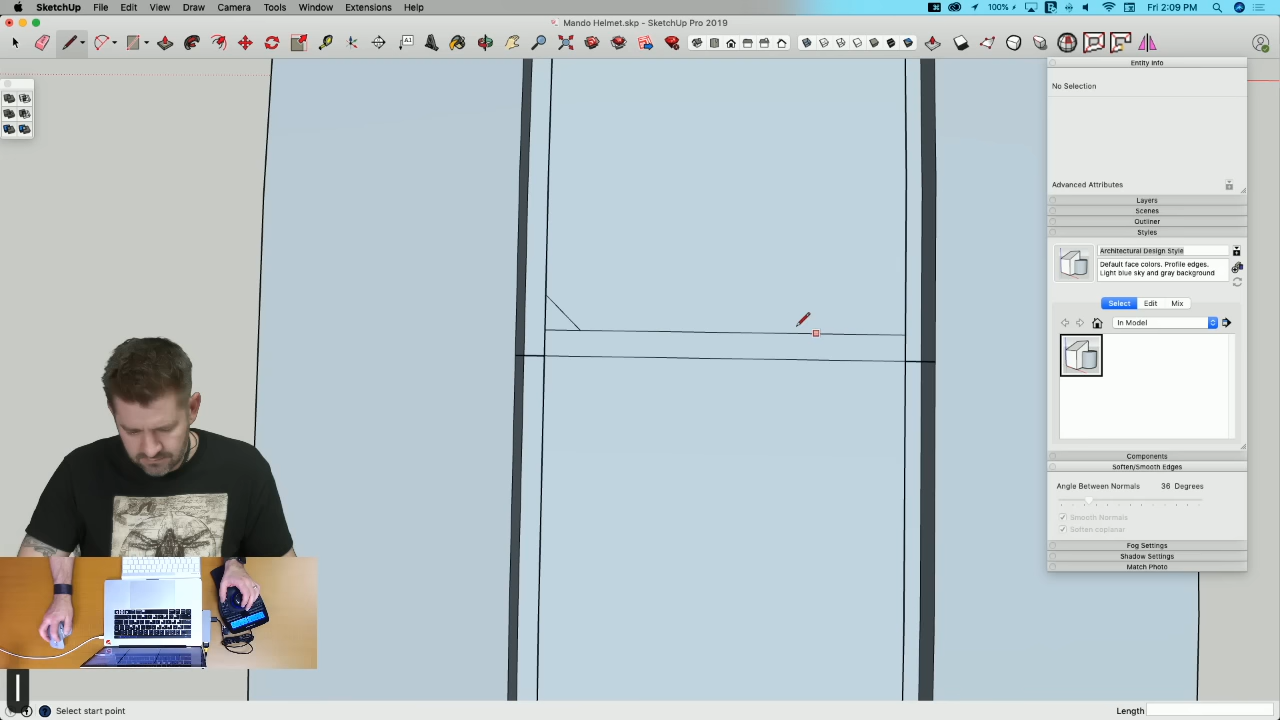 SketchUp File Edit View Draw Camera Tools Window Extensions Help
100% Fri 2:09 PM
Mando Helmet.skp - SketchUp Pro 2019
Entity Info
No Selection
Advanced Attributes
Layers
Scenes
Outliner
Styles
Architectural Design Style
Default face colors. Profile edges.
Light blue sky and gray background
Select Edit Mix
In Model
Components
Soften/Smooth Edges
Angle Between Normals 36 Degrees
Smooth Normals
Soften coplanar
Fog Settings
Shadow Settings
Match Photo
Select start point
Length